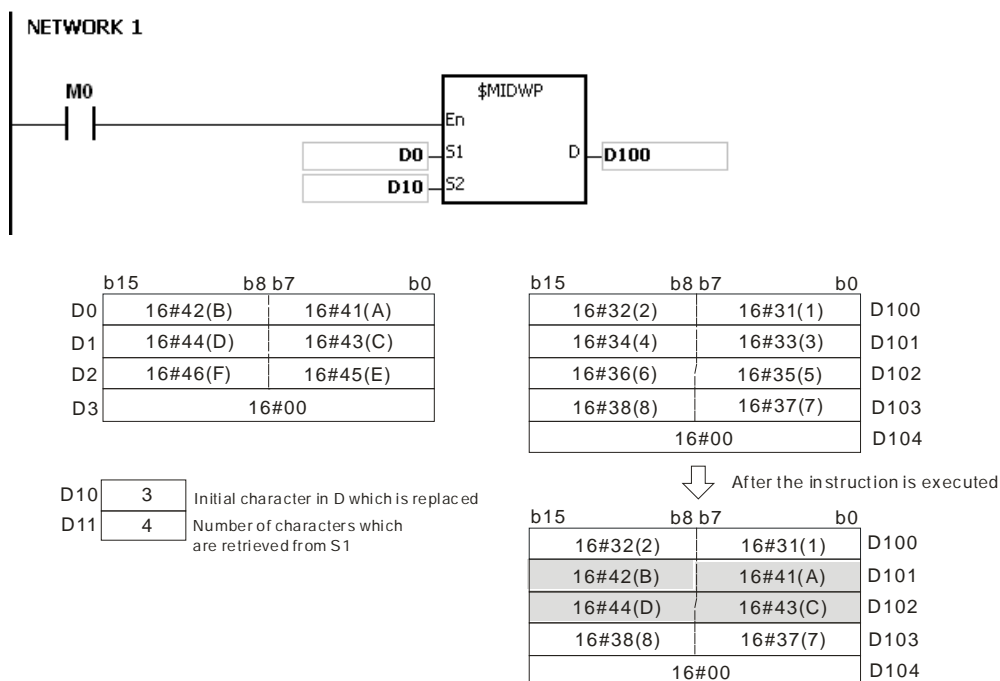 NETWORK 1
M0
$MIDWP
En
D0 S1 D D100
D10 S2
b15 b8 b7 b0
D0 16#42(B) 16#41(A)
D1 16#44(D) 16#43(C)
D2 16#46(F) 16#45(E)
D3 16#00
b15 b8 b7 b0
16#32(2) 16#31(1) D100
16#34(4) 16#33(3) D101
16#36(6) 16#35(5) D102
16#38(8) 16#37(7) D103
16#00 D104
D10 3 Initial character in D which is replaced
D11 4 Number of characters which
are retrieved from S1
After the instruction is executed
b15 b8 b7 b0
16#32(2) 16#31(1) D100
16#42(B) 16#41(A) D101
16#44(D) 16#43(C) D102
16#38(8) 16#37(7) D103
16#00 D104